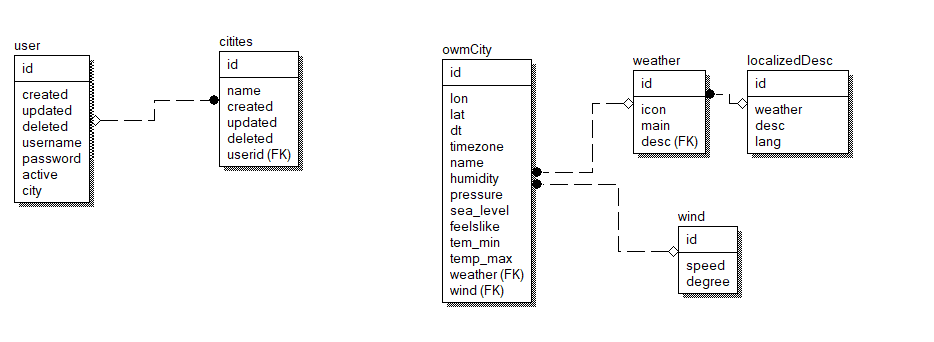 user
id
created
updated
deleted
username
password
active
city
citites
id
name
created
updated
deleted
userid (FK)
owmCity
id
lon
lat
dt
timezone
name
humidity
pressure
sea_level
feelslike
tem_min
temp_max
weather (FK)
wind (FK)
weather
id
icon
main
desc (FK)
localizedDesc
id
weather
desc
lang
wind
id
speed
degree